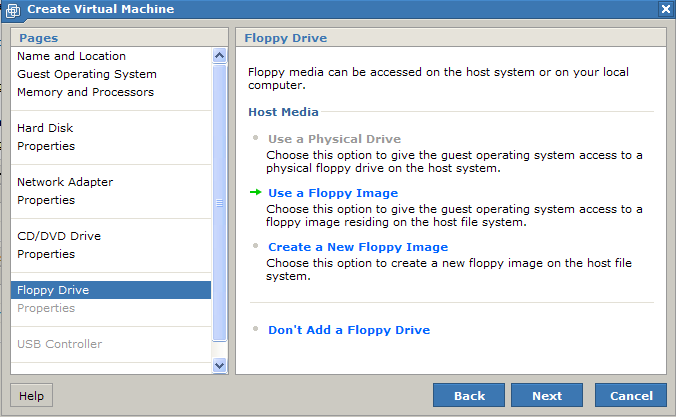 Create Virtual Machine
Pages
Name and Location
Guest Operating System
Memory and Processors
Hard Disk
Properties
Network Adapter
Properties
CD/DVD Drive
Properties
Floppy Drive
Properties
USB Controller
Floppy Drive
Floppy media can be accessed on the host system or on your local
computer.
Host Media
Use a Physical Drive
Choose this option to give the guest operating system access to a
physical floppy drive on the host system.
Use a Floppy Image
Choose this option to give the guest operating system access to a
floppy image residing on the host file system.
Create a New Floppy Image
Choose this option to create a new floppy image on the host file
system.
Don't Add a Floppy Drive
Help
Back
Next
Cancel